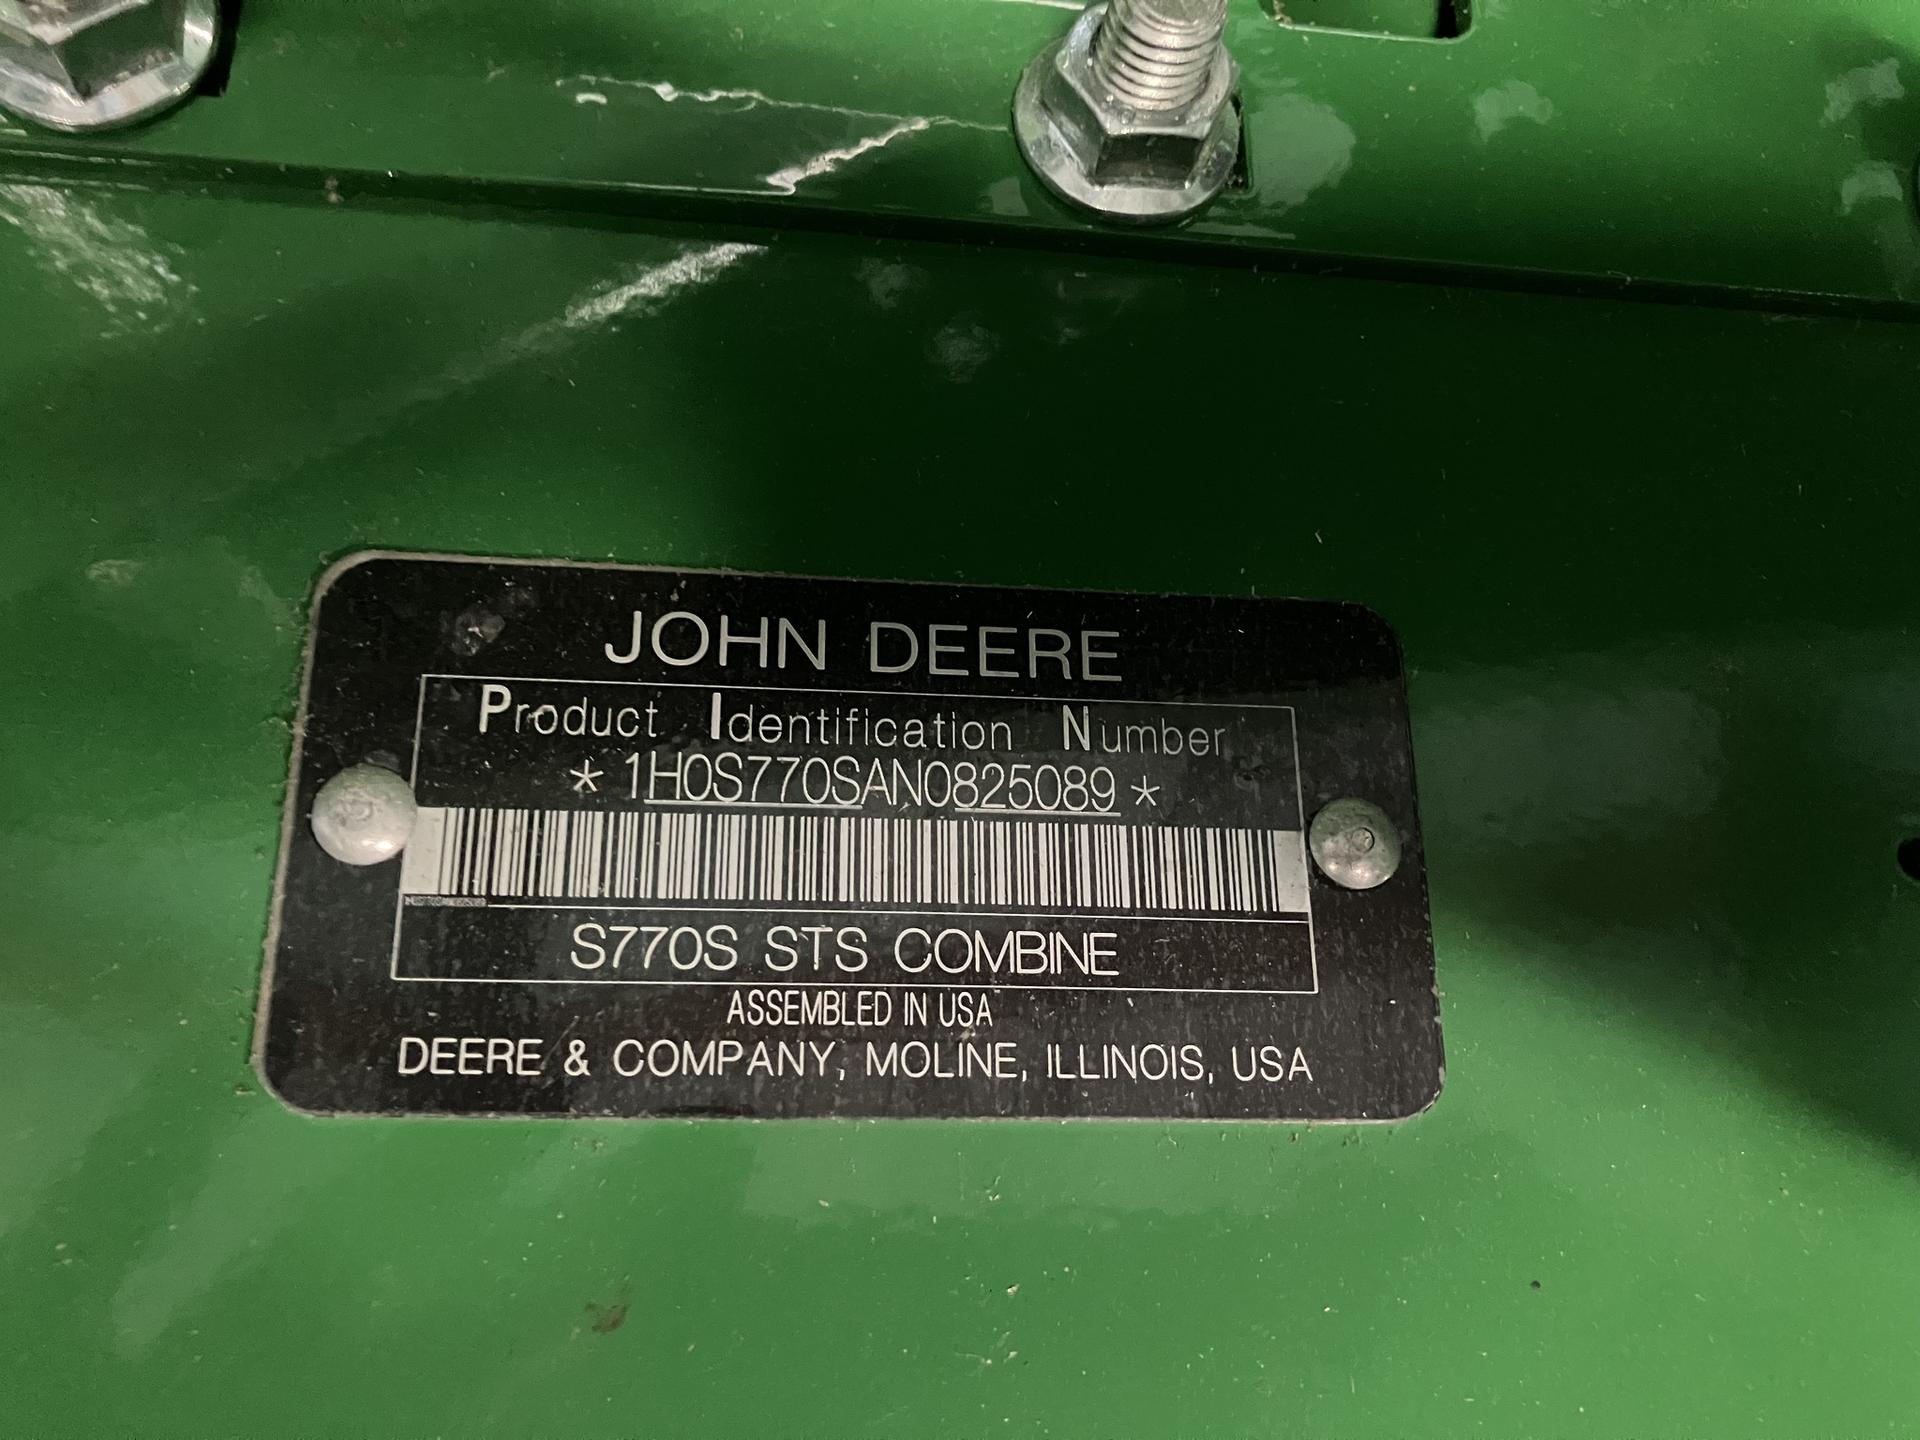 JOHN DEERE
Product Identification Number
* 1H0S770SAN0825089 *
S770S STS COMBINE
ASSEMBLED IN USA
DEERE & COMPANY, MOLINE, ILLINOIS, USA